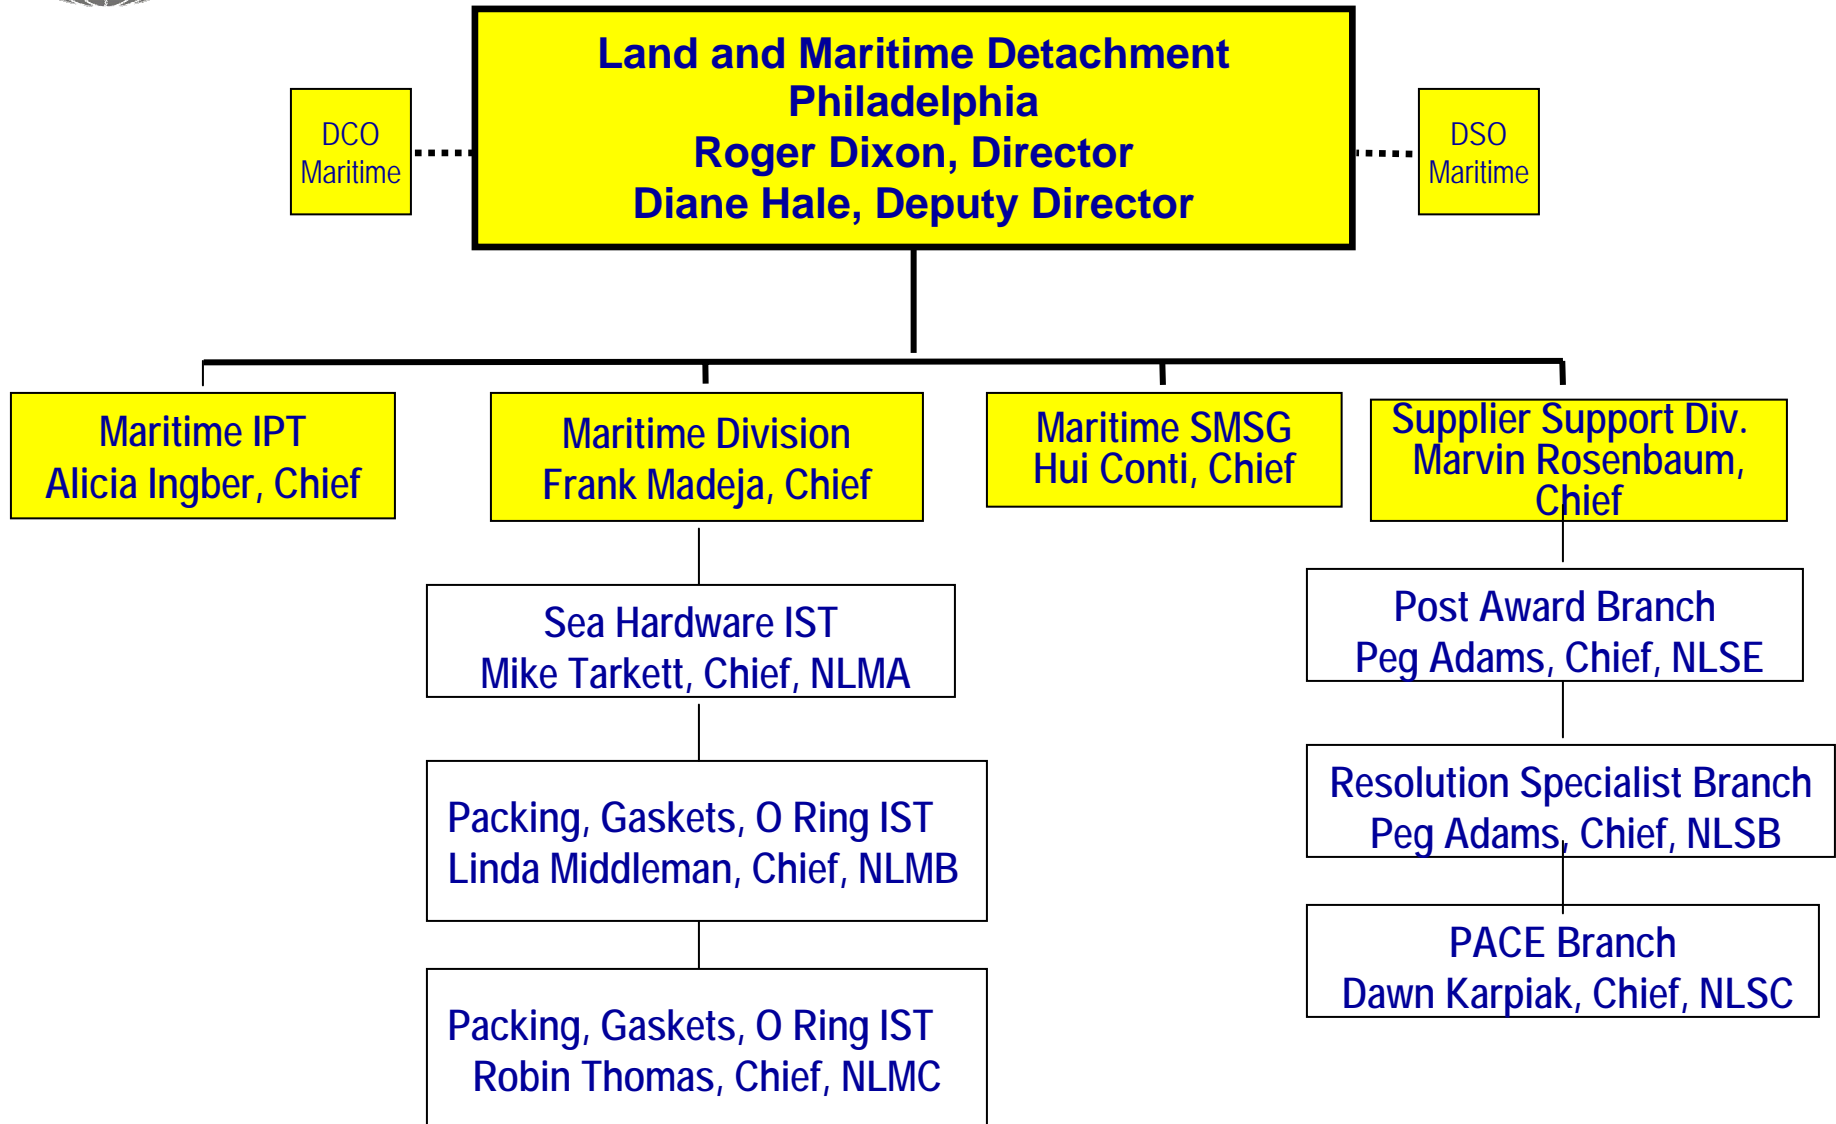 Land and Maritime Detachment
Philadelphia
Roger Dixon, Director
Diane Hale, Deputy Director
DCO
Maritime
DSO
Maritime
Maritime IPT
Alicia Ingber, Chief
Maritime Division
Frank Madeja, Chief
Maritime SMSG
Hui Conti, Chief
Supplier Support Div.
Marvin Rosenbaum,
Chief
Sea Hardware IST
Mike Tarkett, Chief, NLMA
Packing, Gaskets, O Ring IST
Linda Middleman, Chief, NLMB
Packing, Gaskets, O Ring IST
Robin Thomas, Chief, NLMC
Post Award Branch
Peg Adams, Chief, NLSE
Resolution Specialist Branch
Peg Adams, Chief, NLSB
PACE Branch
Dawn Karpiak, Chief, NLSC